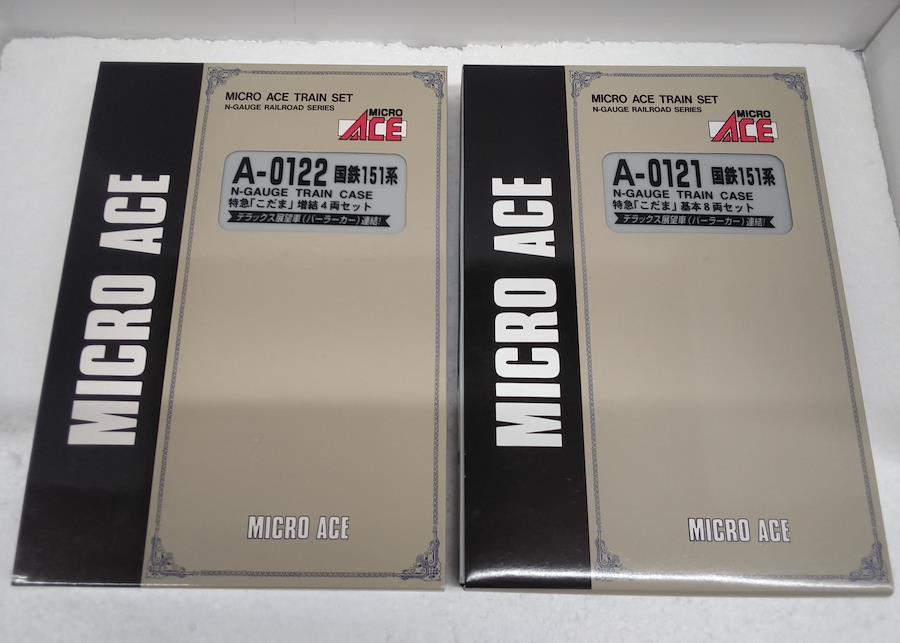 MICRO ACE
MICRO ACE TRAIN SET
N-GAUGE RAILROAD SERIES
MICRO
ACE
A-0122 国鉄151系
N-GAUGE TRAIN CASE
特急「こだま」増結4両セット
デラックス展望車(パーラーカー)連結!
MICRO ACE
MICRO ACE
MICRO ACE TRAIN SET
N-GAUGE RAILROAD SERIES
MICRO
ACE
A-0121 国鉄151系
N-GAUGE TRAIN CASE
特急「こだま」基本8両セット
デラックス展望車(パーラーカー)連結!
MICRO ACE